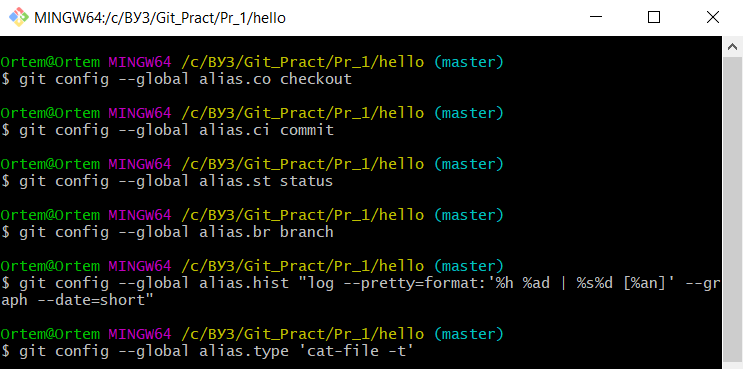 MINGW64:/c/ВУЗ/Git_Pract/Pr_1/hello
Ortem@Ortem MINGW64 /c/ВУЗ/Git_Pract/Pr_1/hello (master)
$ git config --global alias.co checkout
Ortem@Ortem MINGW64 /c/ВУЗ/Git_Pract/Pr_1/hello (master)
$ git config --global alias.ci commit
Ortem@Ortem MINGW64 /c/ВУЗ/Git_Pract/Pr_1/hello (master)
$ git config --global alias.st status
Ortem@Ortem MINGW64 /c/ВУЗ/Git_Pract/Pr_1/hello (master)
$ git config --global alias.br branch
Ortem@Ortem MINGW64 /c/ВУЗ/Git_Pract/Pr_1/hello (master)
$ git config --global alias.hist "log --pretty=format:'%h %ad | %s%d [%an]' --gr
aph --date=short"
Ortem@Ortem MINGW64 /c/ВУЗ/Git_Pract/Pr_1/hello (master)
$ git config --global alias.type 'cat-file -t'